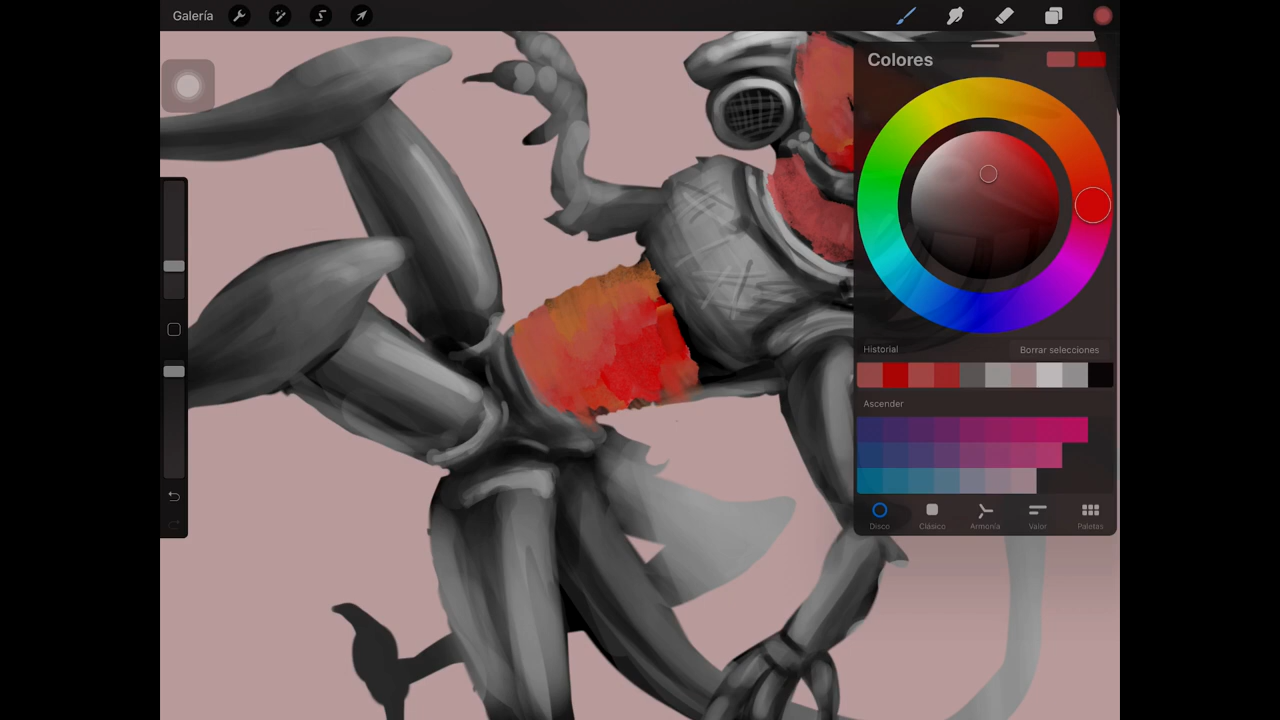 Galería
Colores
Historial
Borrar selecciones
Ascender
Disco
Clásico
Armonía
Valor
Paletas